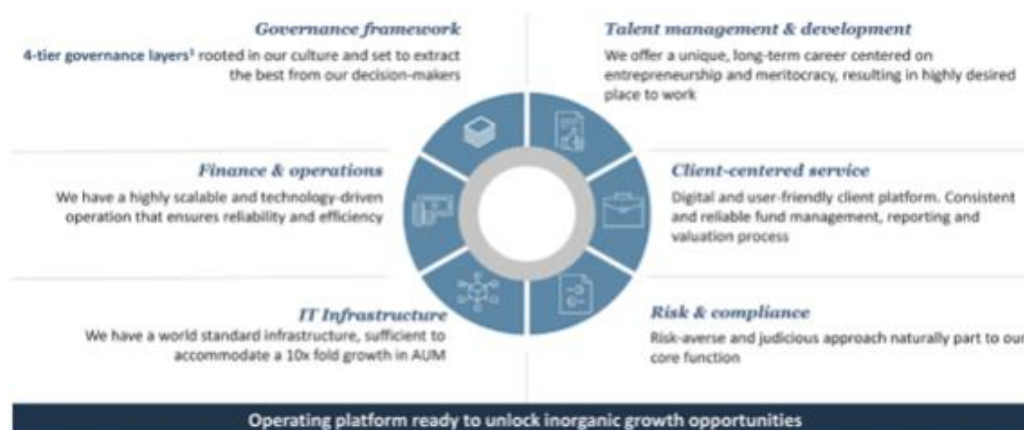 Governance framework
4-tier governance layers¹ rooted in our culture and set to extract
the best from our decision-makers
Talent management & development
We offer a unique, long-term career centered on
entrepreneurship and meritocracy, resulting in highly desired
place to work
Finance & operations
We have a highly scalable and technology-driven
operation that ensures reliability and efficiency
Client-centered service
Digital and user-friendly client platform. Consistent
and reliable fund management, reporting and
valuation process
IT Infrastructure
We have a world standard infrastructure, sufficient to
accommodate a 10x fold growth in AUM
Risk & compliance
Risk-averse and judicious approach naturally part to our
core function
Operating platform ready to unlock inorganic growth opportunities